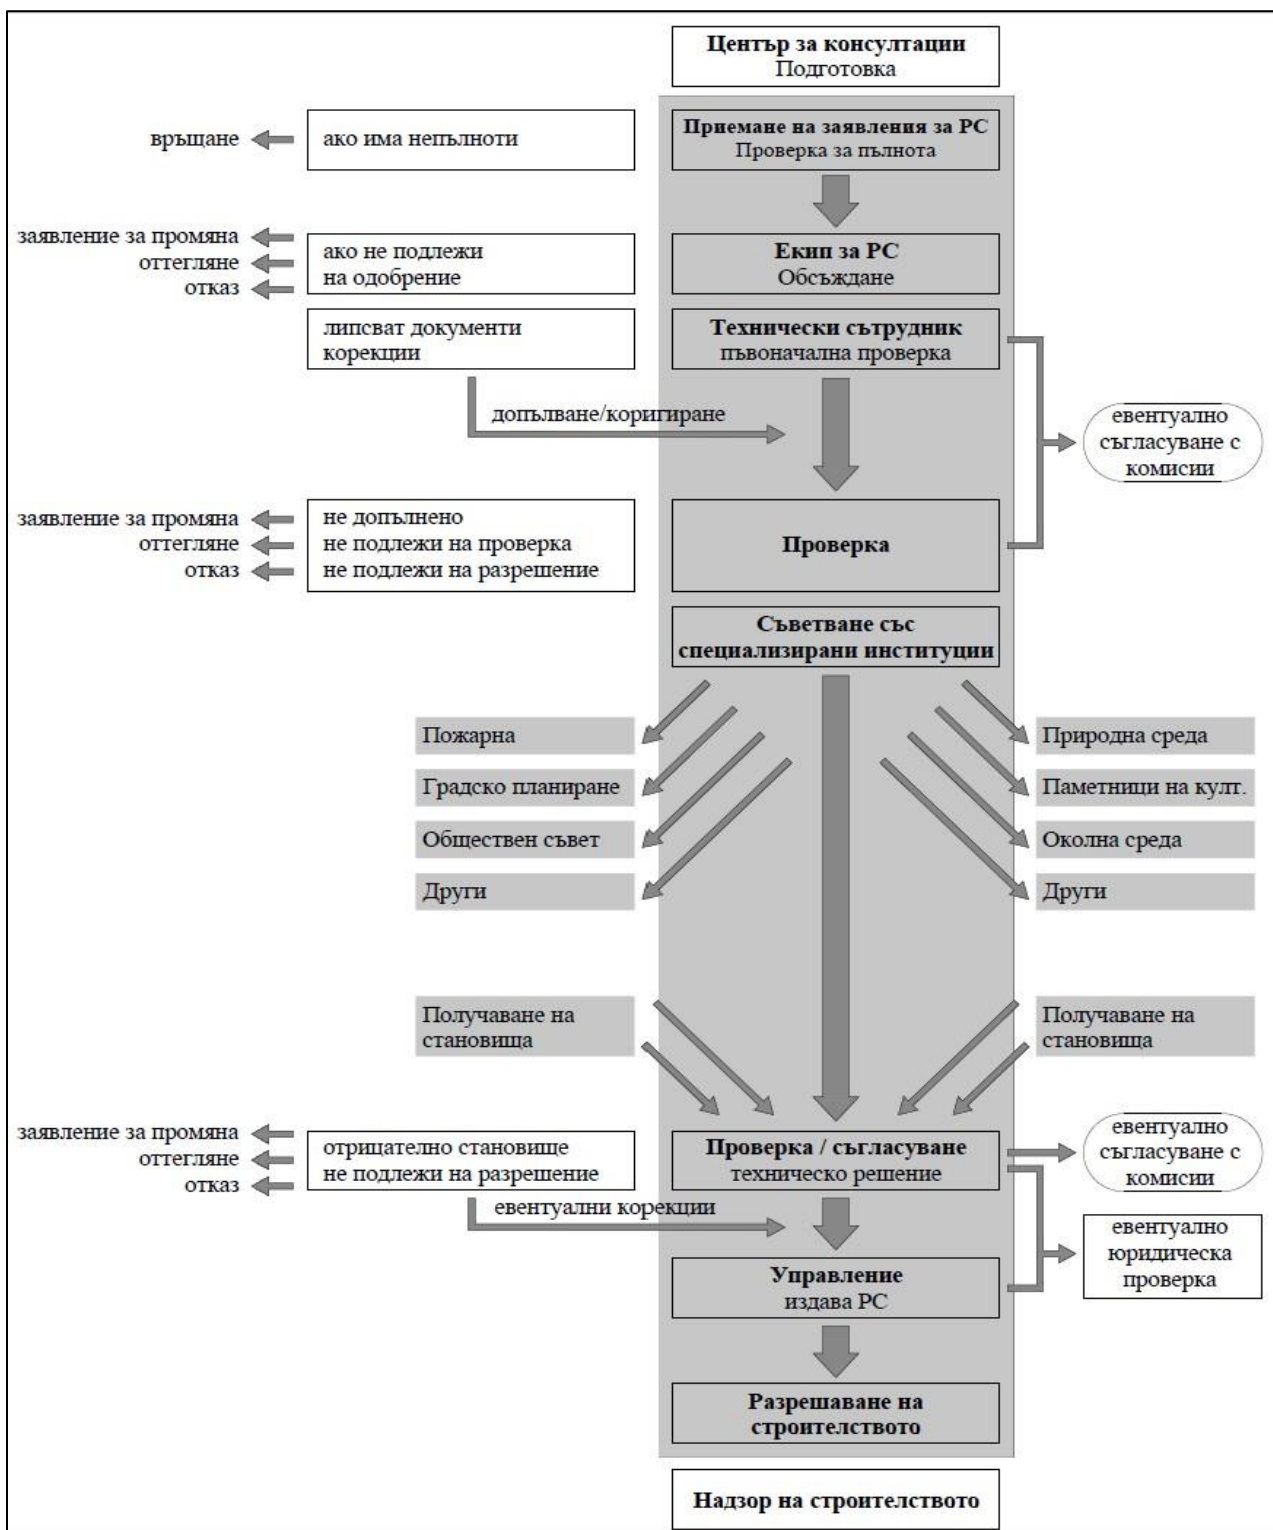 Център за консултации
Подготовка
връщане
ако има непълноти
Приемане на заявления за РС
Проверка за пълнота
заявление за промяна
оттегляне
отказ
ако не подлежи
на одобрение
Екип за РС
Обсъждане
липсват документи
корекции
Технически сътрудник
пъвоначална проверка
допълване/коригиране
евентуално
съгласуване с
комисии
заявление за промяна
оттегляне
отказ
не допълнено
не подлежи на проверка
не подлежи на разрешение
Проверка
Съветване със
специализирани институции
Пожарна
Градско планиране
Обществен съвет
Други
Природна среда
Паметници на култ.
Околна среда
Други
Получаване на
становища
Получаване на
становища
заявление за промяна
оттегляне
отказ
отрицателно становище
не подлежи на разрешение
Проверка / съгласуване
техническо решение
евентуално
съгласуване с
комисии
евентуални корекции
евентуално
юридическа
проверка
Управление
издава РС
Разрешаване на
строителството
Надзор на строителството